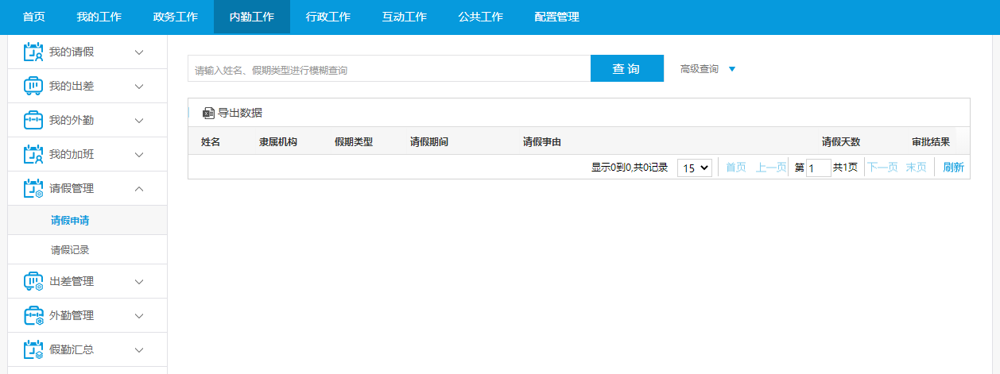 首页 我的工作 政务工作 内勤工作 行政工作 互动工作 公共工作 配置管理
我的请假
我的出差
我的外勤
我的加班
请假管理
请假申请
请假记录
出差管理
外勤管理
假勤汇总
请输入姓名、假期类型进行模糊查询 查询 高级查询
导出数据
姓名 隶属机构 假期类型 请假期间 请假事由 请假天数 审批结果
显示0到0,共0记录 15 首页 上一页 第 1 共1页 下一页 末页 刷新